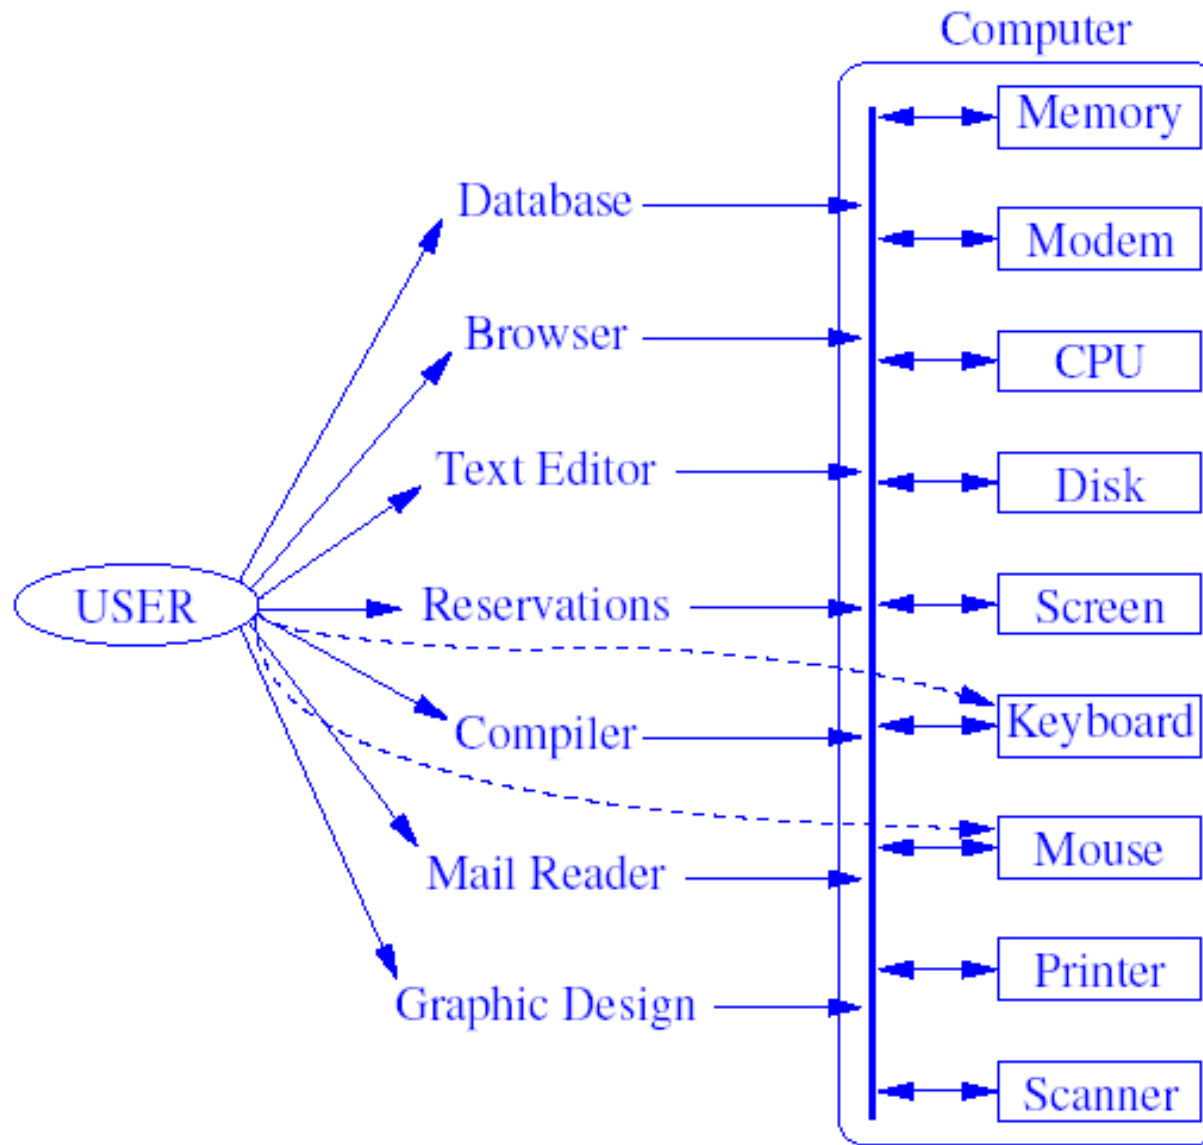 Computer
Memory
Database
Modem
Browser
CPU
Text Editor
Disk
USER
Reservations
Screen
Compiler
Keyboard
Mail Reader
Mouse
Graphic Design
Printer
Scanner